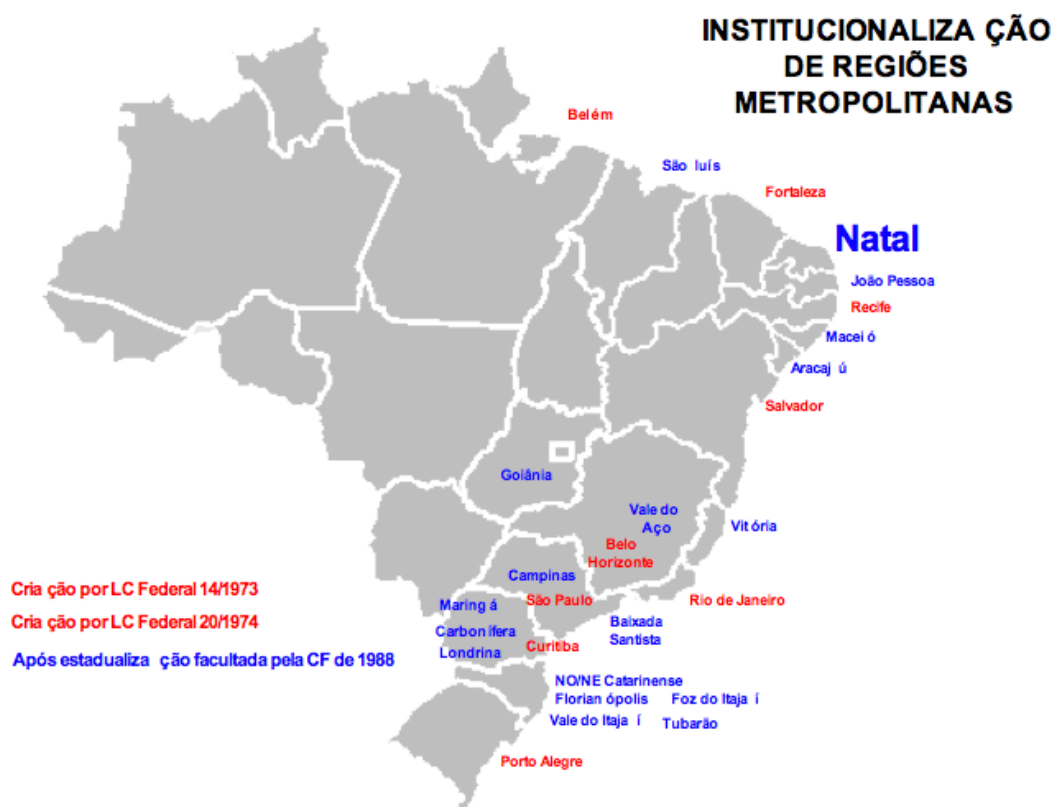 INSTITUCIONALIZA ÇÃO
DE REGIÕES
METROPOLITANAS
Belém
São luís
Fortaleza
Natal
João Pessoa
Recife
Macei ó
Aracaj ú
Salvador
Goiânia
Vale do
Aço
Vit ória
Belo
Horizonte
Campinas
São Paulo
Rio de Janeiro
Baixada
Santista
Maring á
Carbon ífera
Londrina
Curitiba
NO/NE Catarinense
Florian ópolis Foz do Itaja í
Vale do Itaja í Tubarão
Porto Alegre
Cria ção por LC Federal 14/1973
Cria ção por LC Federal 20/1974
Após estadualiza ção facultada pela CF de 1988